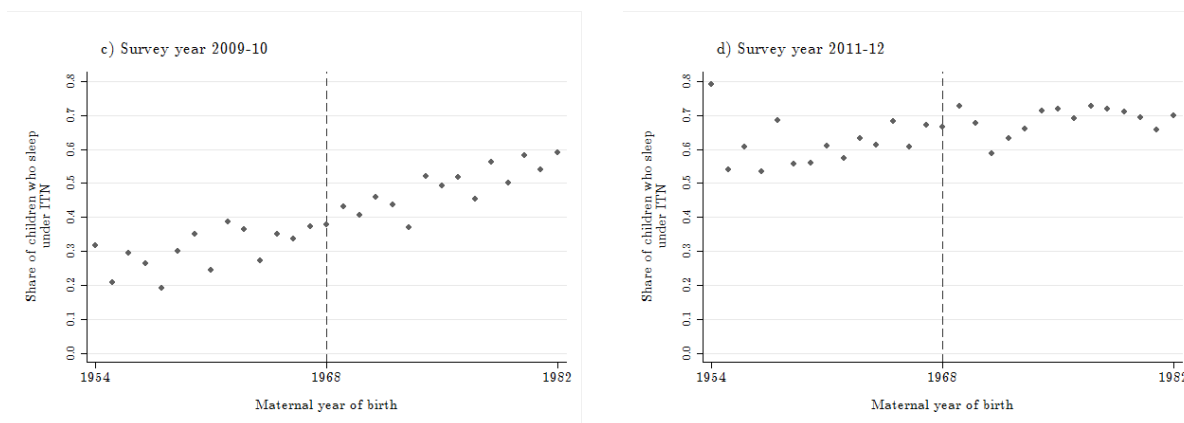 c) Survey year 2009-10
Share of children who sleep
under ITN
0.8
0.7
0.6
0.5
0.4
0.3
0.2
0.1
0.0
1954 1968 1982
Maternal year of birth
d) Survey year 2011-12
Share of children who sleep
under ITN
0.8
0.7
0.6
0.5
0.4
0.3
0.2
0.1
0.0
1954 1968 1982
Maternal year of birth